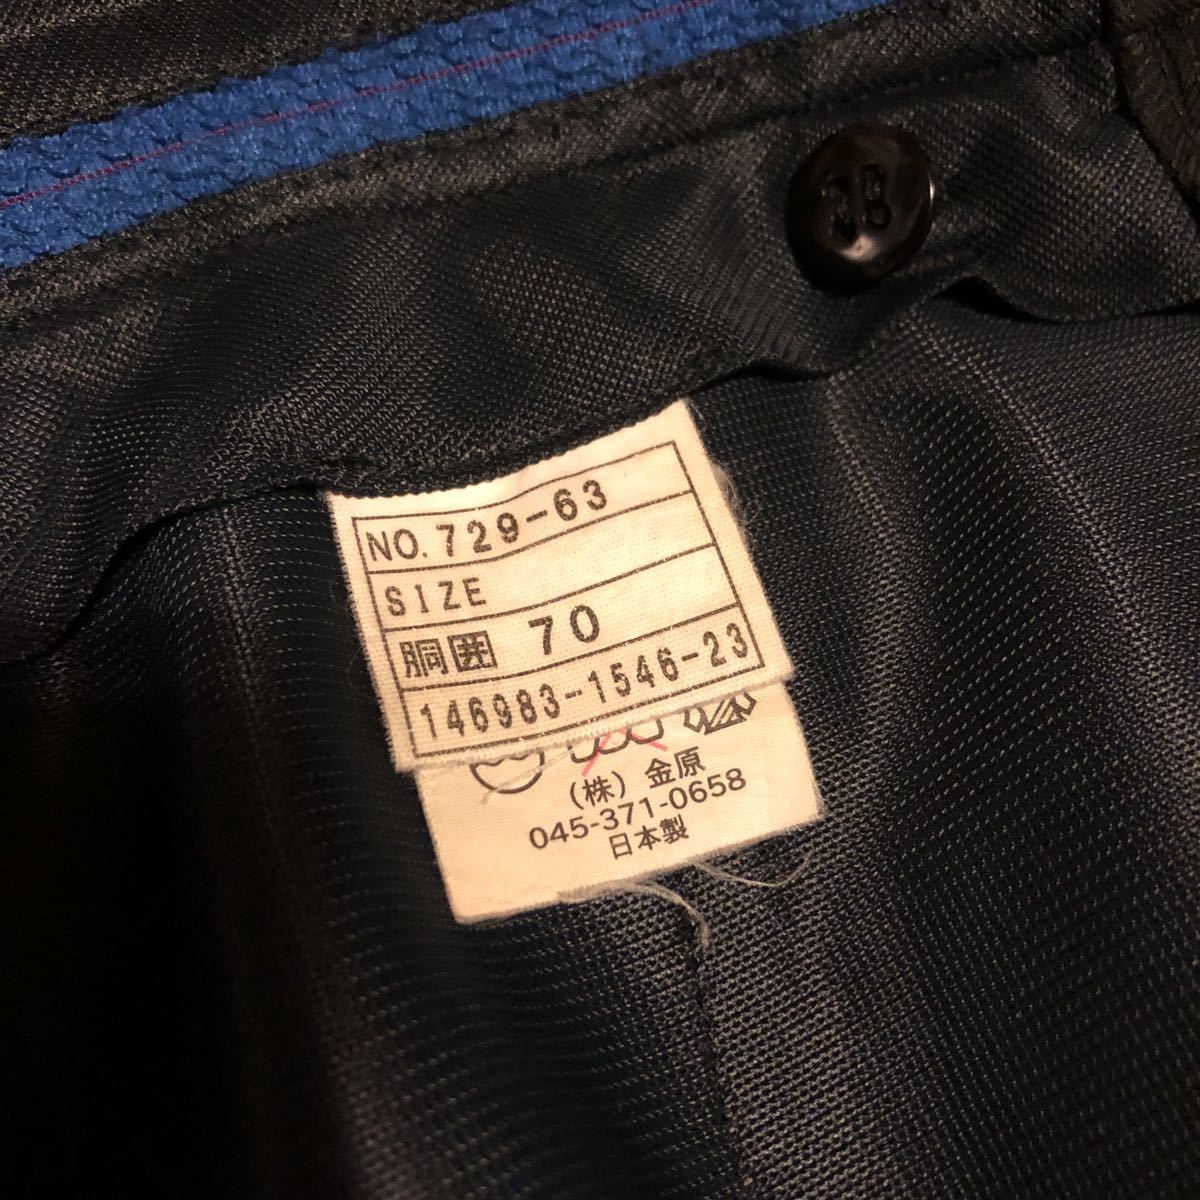 NO. 729-63
SIZE
胴囲 70
146983-1546-23
(株) 金原
045-371-0658
日本製